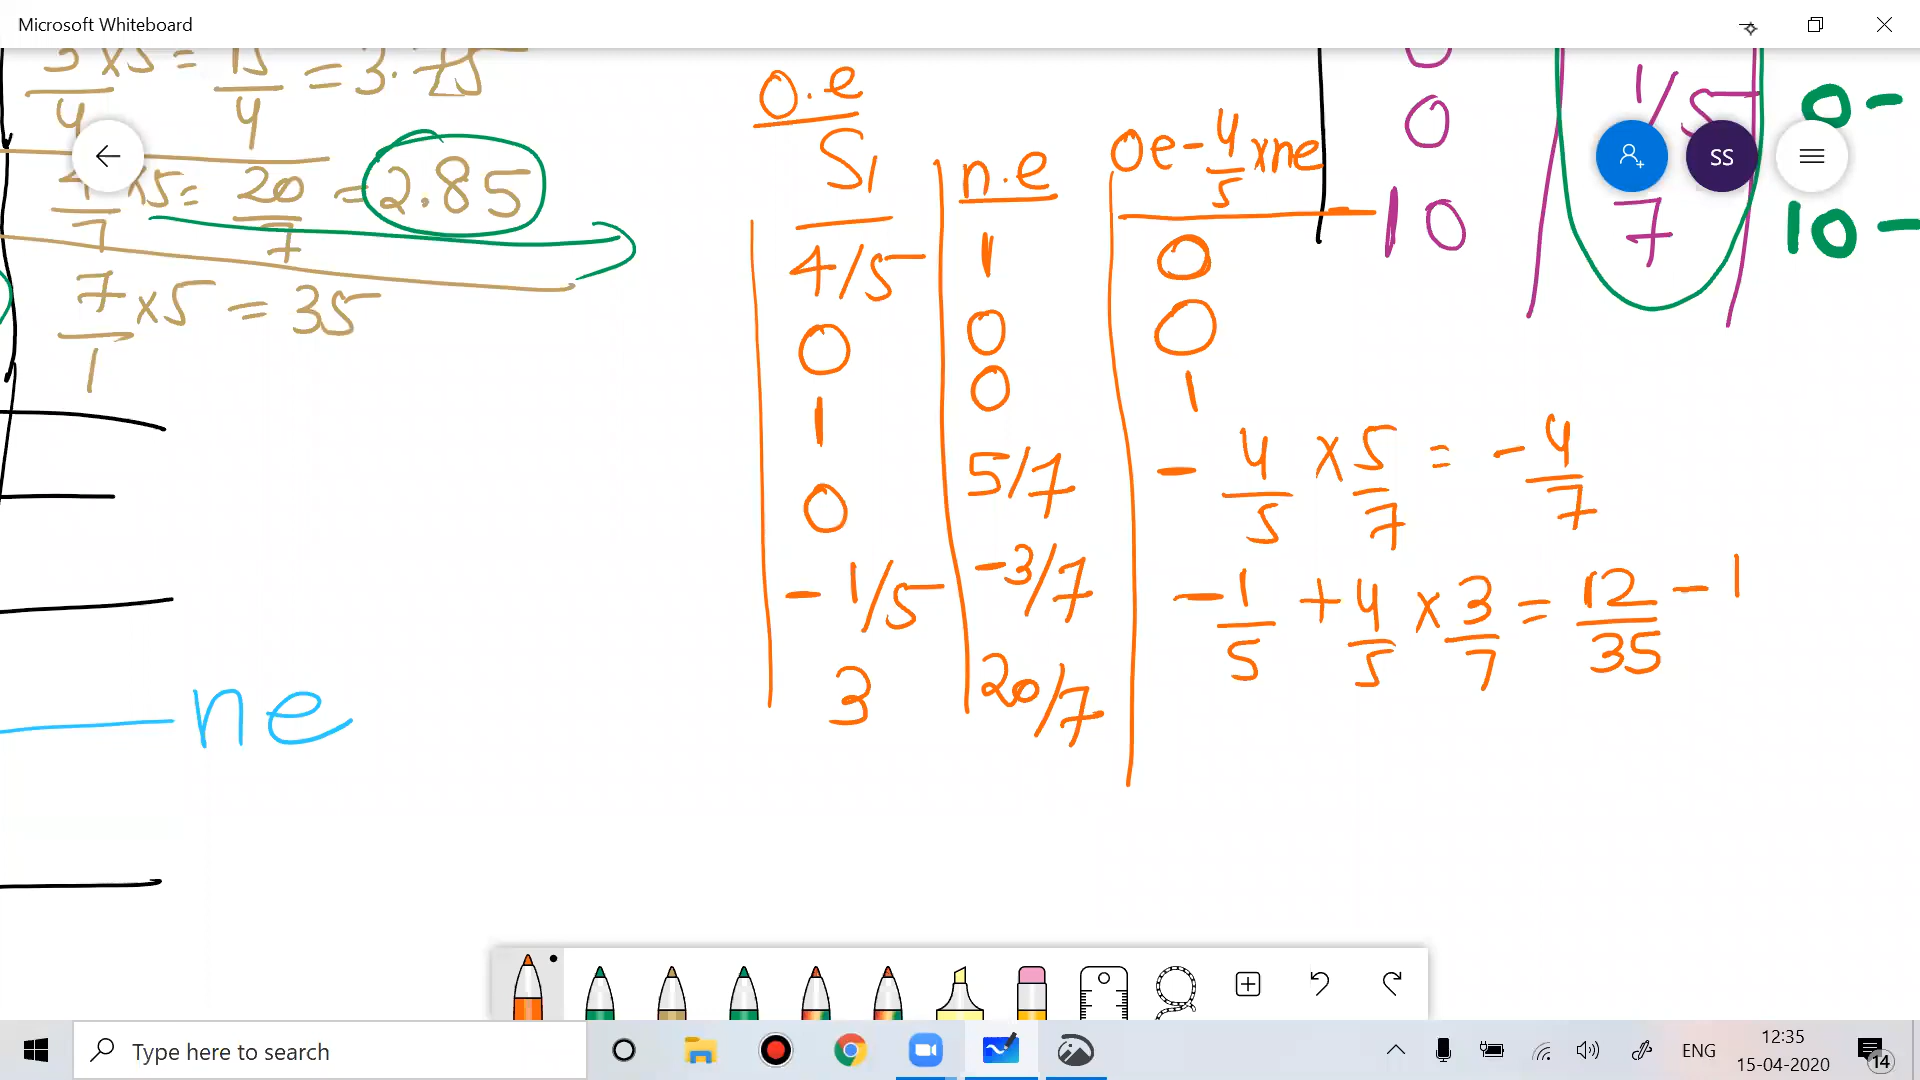 Microsoft Whiteboard
3/4 ×5 = 15/4 = 3.75
×5 = 20/7 = 2.85
7/1 ×5 = 35
ne
o.e
S1 n.e oe - 4/5 × ne
4/5 1 0
0 0 0
1 0 1
0 5/7 - 4/5 × 5/7 = - 4/7
- 1/5 - 3/7 - 1/5 + 4/5 × 3/7 = 12/35 - 1
3 20/7
0 1/5 0 -
10 7 10 -
SS
Type here to search
ENG
12:35
15-04-2020
14